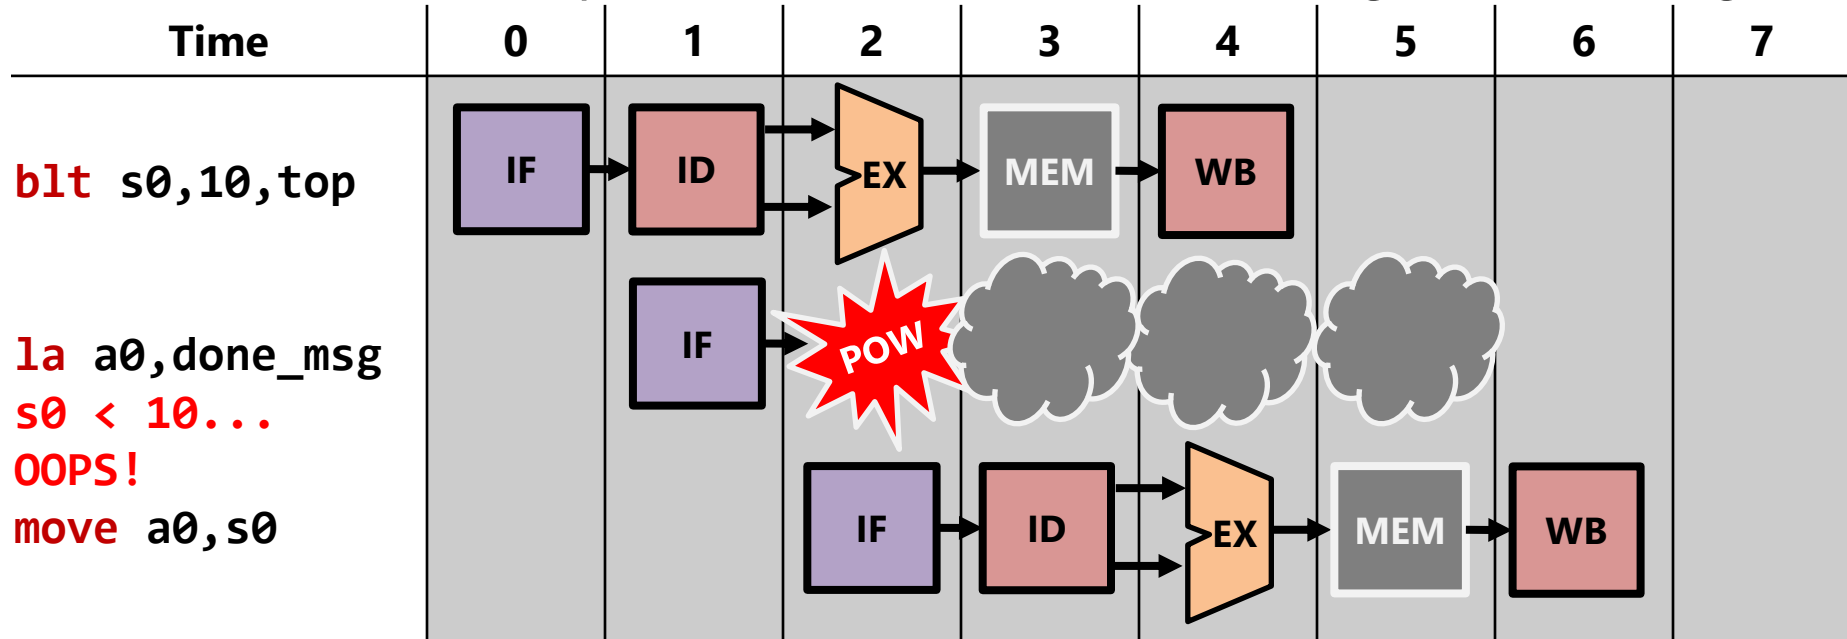 Time 0 1 2 3 4 5 6 7
blt s0,10,top IF ID EX MEM WB
la a0,done_msg IF POW
s0 < 10...
OOPS!
move a0,s0 IF ID EX MEM WB